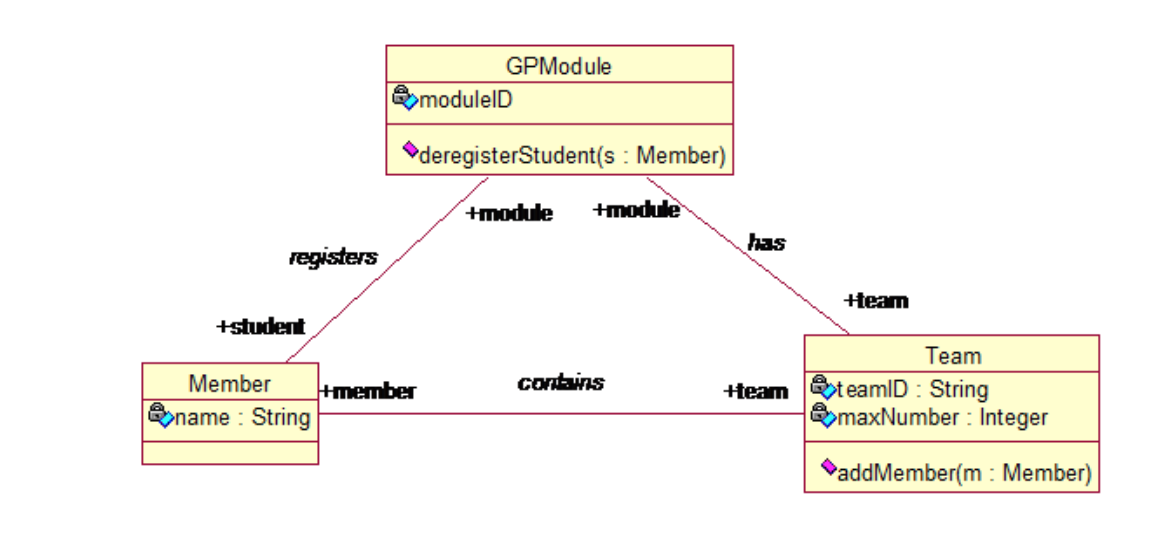 GPModule
moduleID
deregisterStudent(s : Member)
+module
+module
registers
has
+student
+team
Member
name : String
+member
contains
+team
Team
teamID : String
maxNumber : Integer
addMember(m : Member)